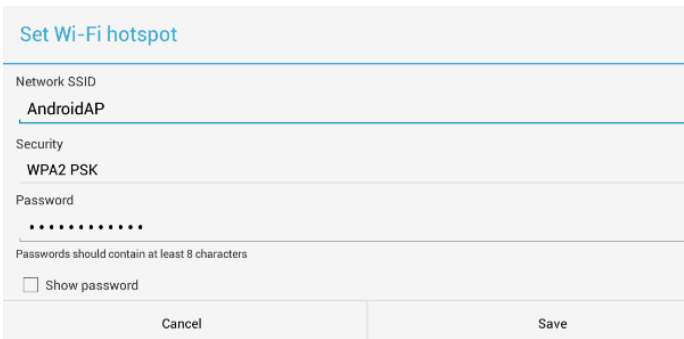 Set Wi-Fi hotspot
Network SSID
AndroidAP
Security
WPA2 PSK
Password
••••••••••••
Passwords should contain at least 8 characters
Show password
Cancel Save